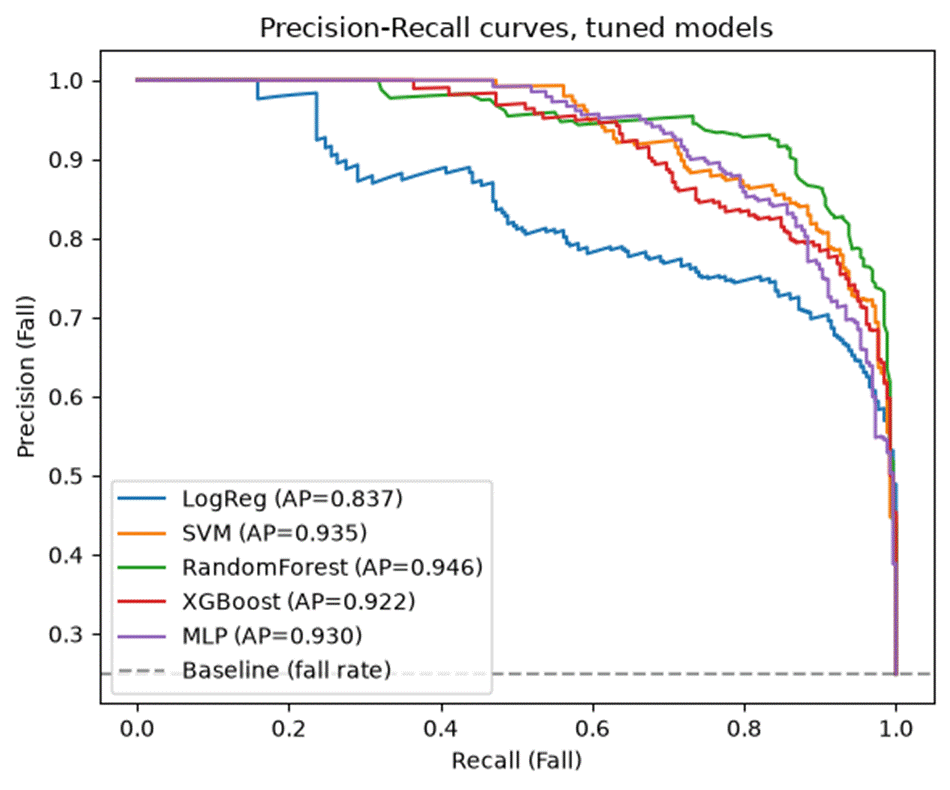 Precision-Recall curves, tuned models
Precision (Fall)
1.0
0.9
0.8
0.7
0.6
0.5
0.4
0.3
LogReg (AP=0.837)
SVM (AP=0.935)
RandomForest (AP=0.946)
XGBoost (AP=0.922)
MLP (AP=0.930)
Baseline (fall rate)
0.0 0.2 0.4 0.6 0.8 1.0
Recall (Fall)